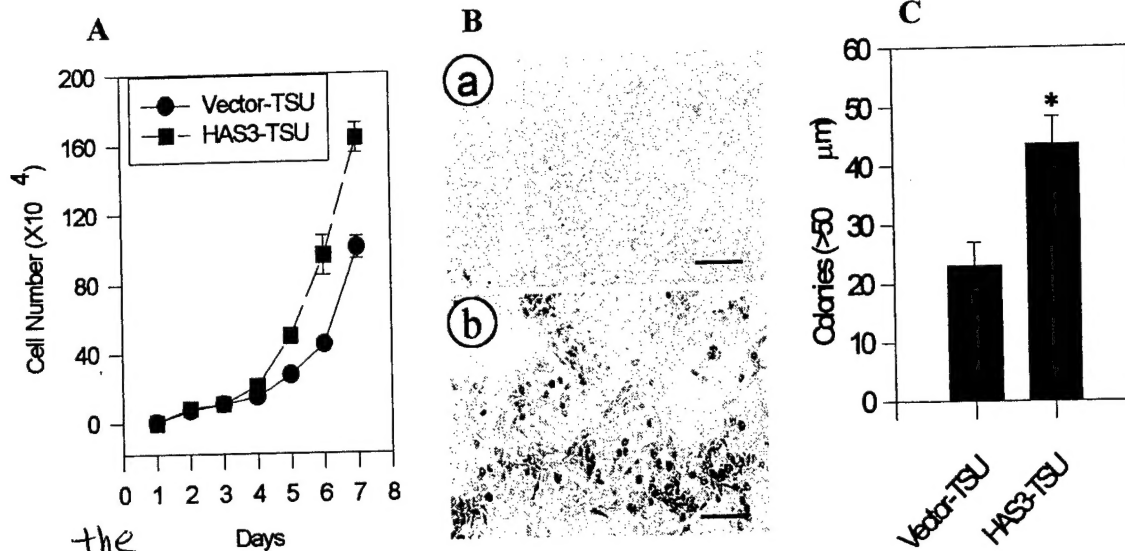 A
200
160
120
80
40
0
Cell Number (X10 4)
Vector-TSU
HAS3-TSU
0 1 2 3 4 5 6 7 8
Days
the
B
a
b
C
60
50
40
30
20
10
0
Colonies (>50 μm)
*
Vector-TSU
HAS3-TSU